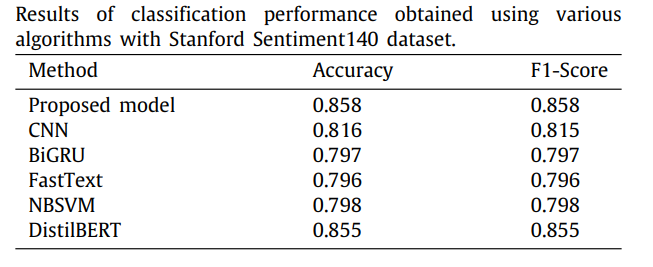 Results of classification performance obtained using various
algorithms with Stanford Sentiment140 dataset.
Method Accuracy F1-Score
Proposed model 0.858 0.858
CNN 0.816 0.815
BiGRU 0.797 0.797
FastText 0.796 0.796
NBSVM 0.798 0.798
DistilBERT 0.855 0.855